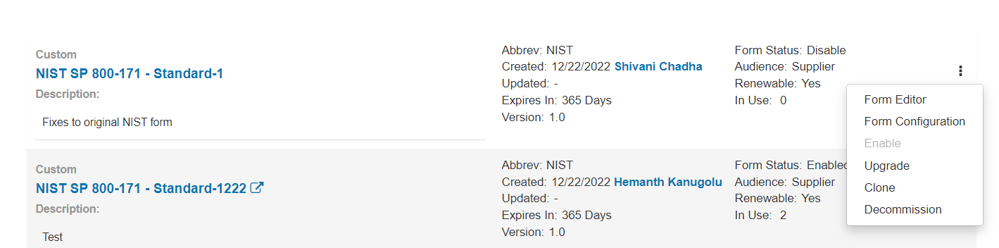 Custom
NIST SP 800-171 - Standard-1
Description:
Fixes to original NIST form
Abbrev: NIST
Created: 12/22/2022 Shivani Chadha
Updated: -
Expires In: 365 Days
Version: 1.0
Form Status: Disable
Audience: Supplier
Renewable: Yes
In Use: 0
Form Editor
Form Configuration
Enable
Upgrade
Clone
Decommission
Custom
NIST SP 800-171 - Standard-1222
Description:
Test
Abbrev: NIST
Created: 12/22/2022 Hemanth Kanugolu
Updated: -
Expires In: 365 Days
Version: 1.0
Form Status: Enabled
Audience: Supplier
Renewable: Yes
In Use: 2